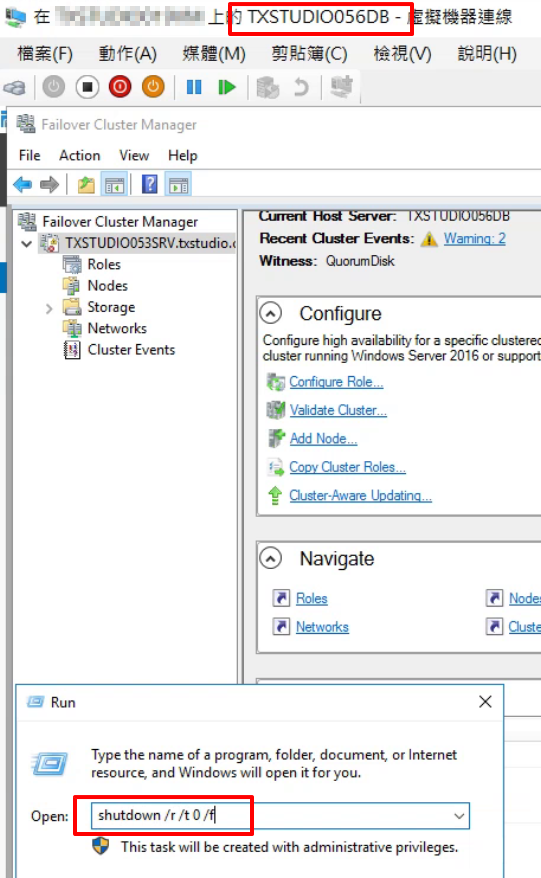 在 上的 TXSTUDIO056DB - 虛擬機器連線
檔案(F) 動作(A) 媒體(M) 剪貼簿(C) 檢視(V) 說明(H)
Failover Cluster Manager
File Action View Help
Failover Cluster Manager
TXSTUDIO053SRV.txstudio.c
Roles
Nodes
Storage
Networks
Cluster Events
Current Host Server: TXSTUDIO056DB
Recent Cluster Events: Warning: 2
Witness: QuorumDisk
Configure
Configure high availability for a specific clustered
cluster running Windows Server 2016 or support
Configure Role...
Validate Cluster...
Add Node...
Copy Cluster Roles...
Cluster-Aware Updating...
Navigate
Roles Nodes
Networks Cluste
Run
Type the name of a program, folder, document, or Internet
resource, and Windows will open it for you.
Open: shutdown /r /t 0 /f
This task will be created with administrative privileges.